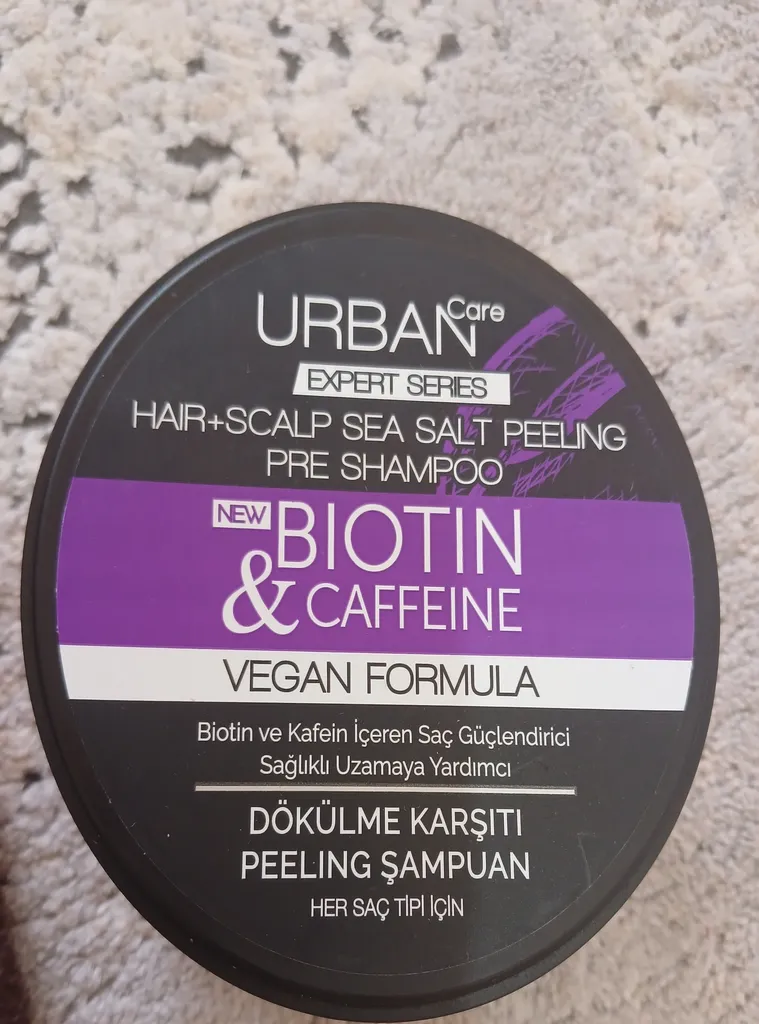 URBAN Care
EXPERT SERIES
HAIR+SCALP SEA SALT PEELING
PRE SHAMPOO
NEW BIOTIN
& CAFFEINE
VEGAN FORMULA
Biotin ve Kafein İçeren Saç Güçlendirici
Sağlıklı Uzamaya Yardımcı
DÖKÜLME KARŞITI
PEELING ŞAMPUAN
HER SAÇ TİPİ İÇİN